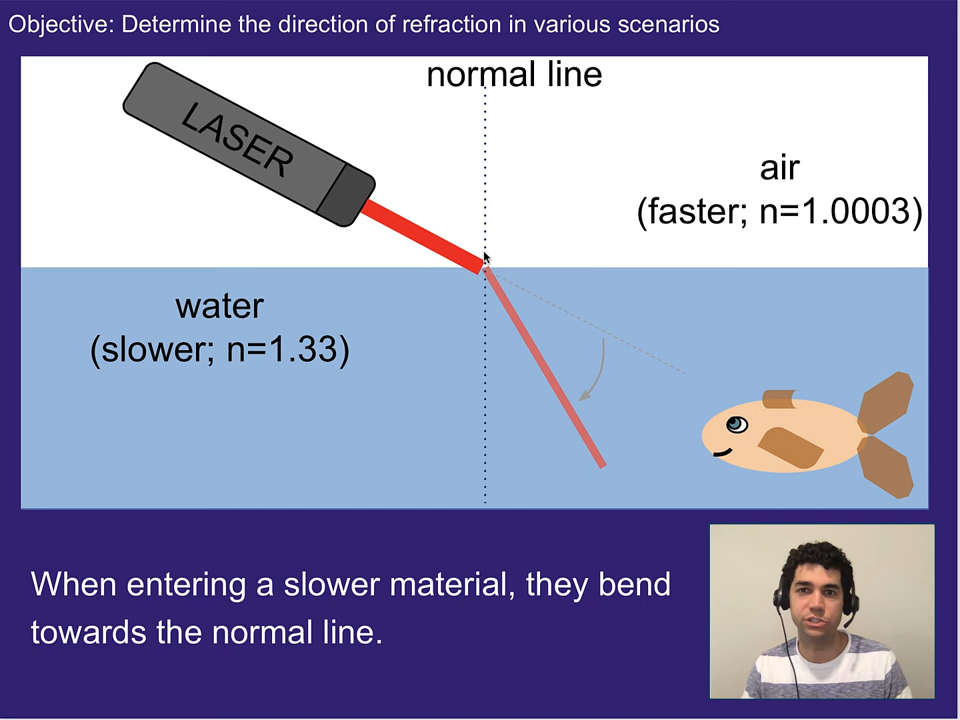 Objective: Determine the direction of refraction in various scenarios
normal line
LASER
air
(faster; n=1.0003)
water
(slower; n=1.33)
When entering a slower material, they bend
towards the normal line.